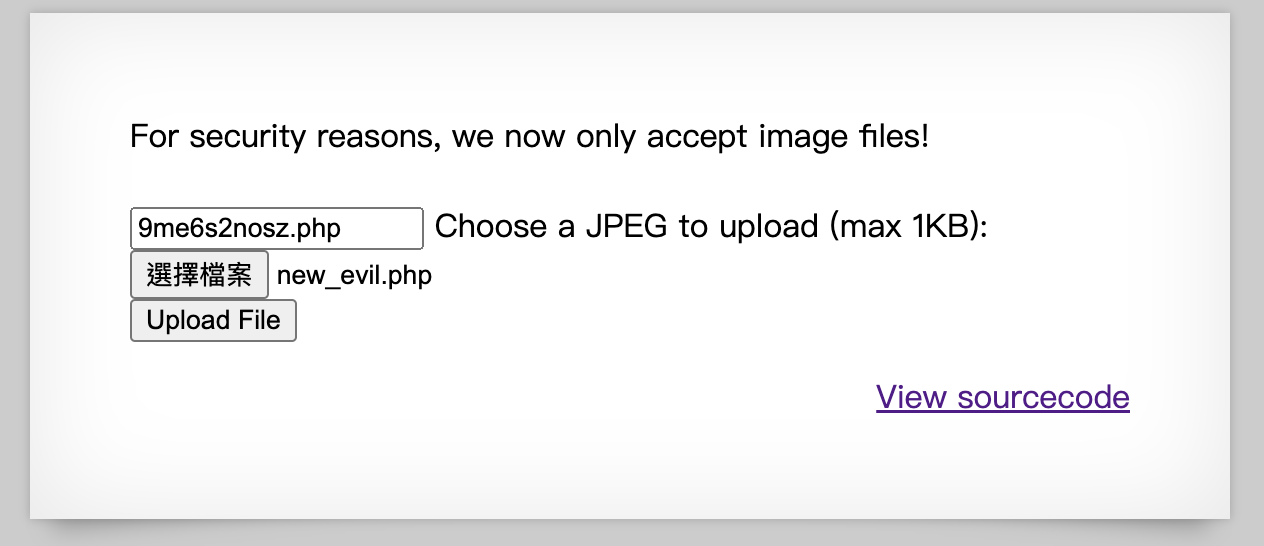 For security reasons, we now only accept image files!
9me6s2nosz.php Choose a JPEG to upload (max 1KB):
選擇檔案 new_evil.php
Upload File
View sourcecode